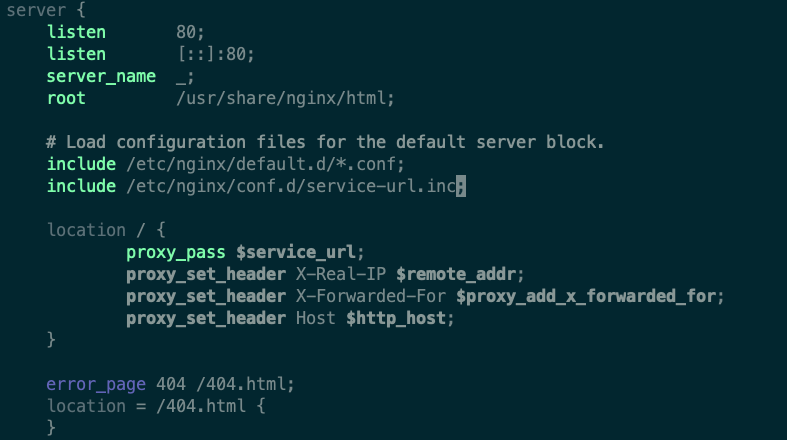 server {
    listen       80;
    listen       [::]:80;
    server_name  _;
    root         /usr/share/nginx/html;

    # Load configuration files for the default server block.
    include /etc/nginx/default.d/*.conf;
    include /etc/nginx/conf.d/service-url.inc;

    location / {
            proxy_pass $service_url;
            proxy_set_header X-Real-IP $remote_addr;
            proxy_set_header X-Forwarded-For $proxy_add_x_forwarded_for;
            proxy_set_header Host $http_host;
    }

    error_page 404 /404.html;
    location = /404.html {
    }